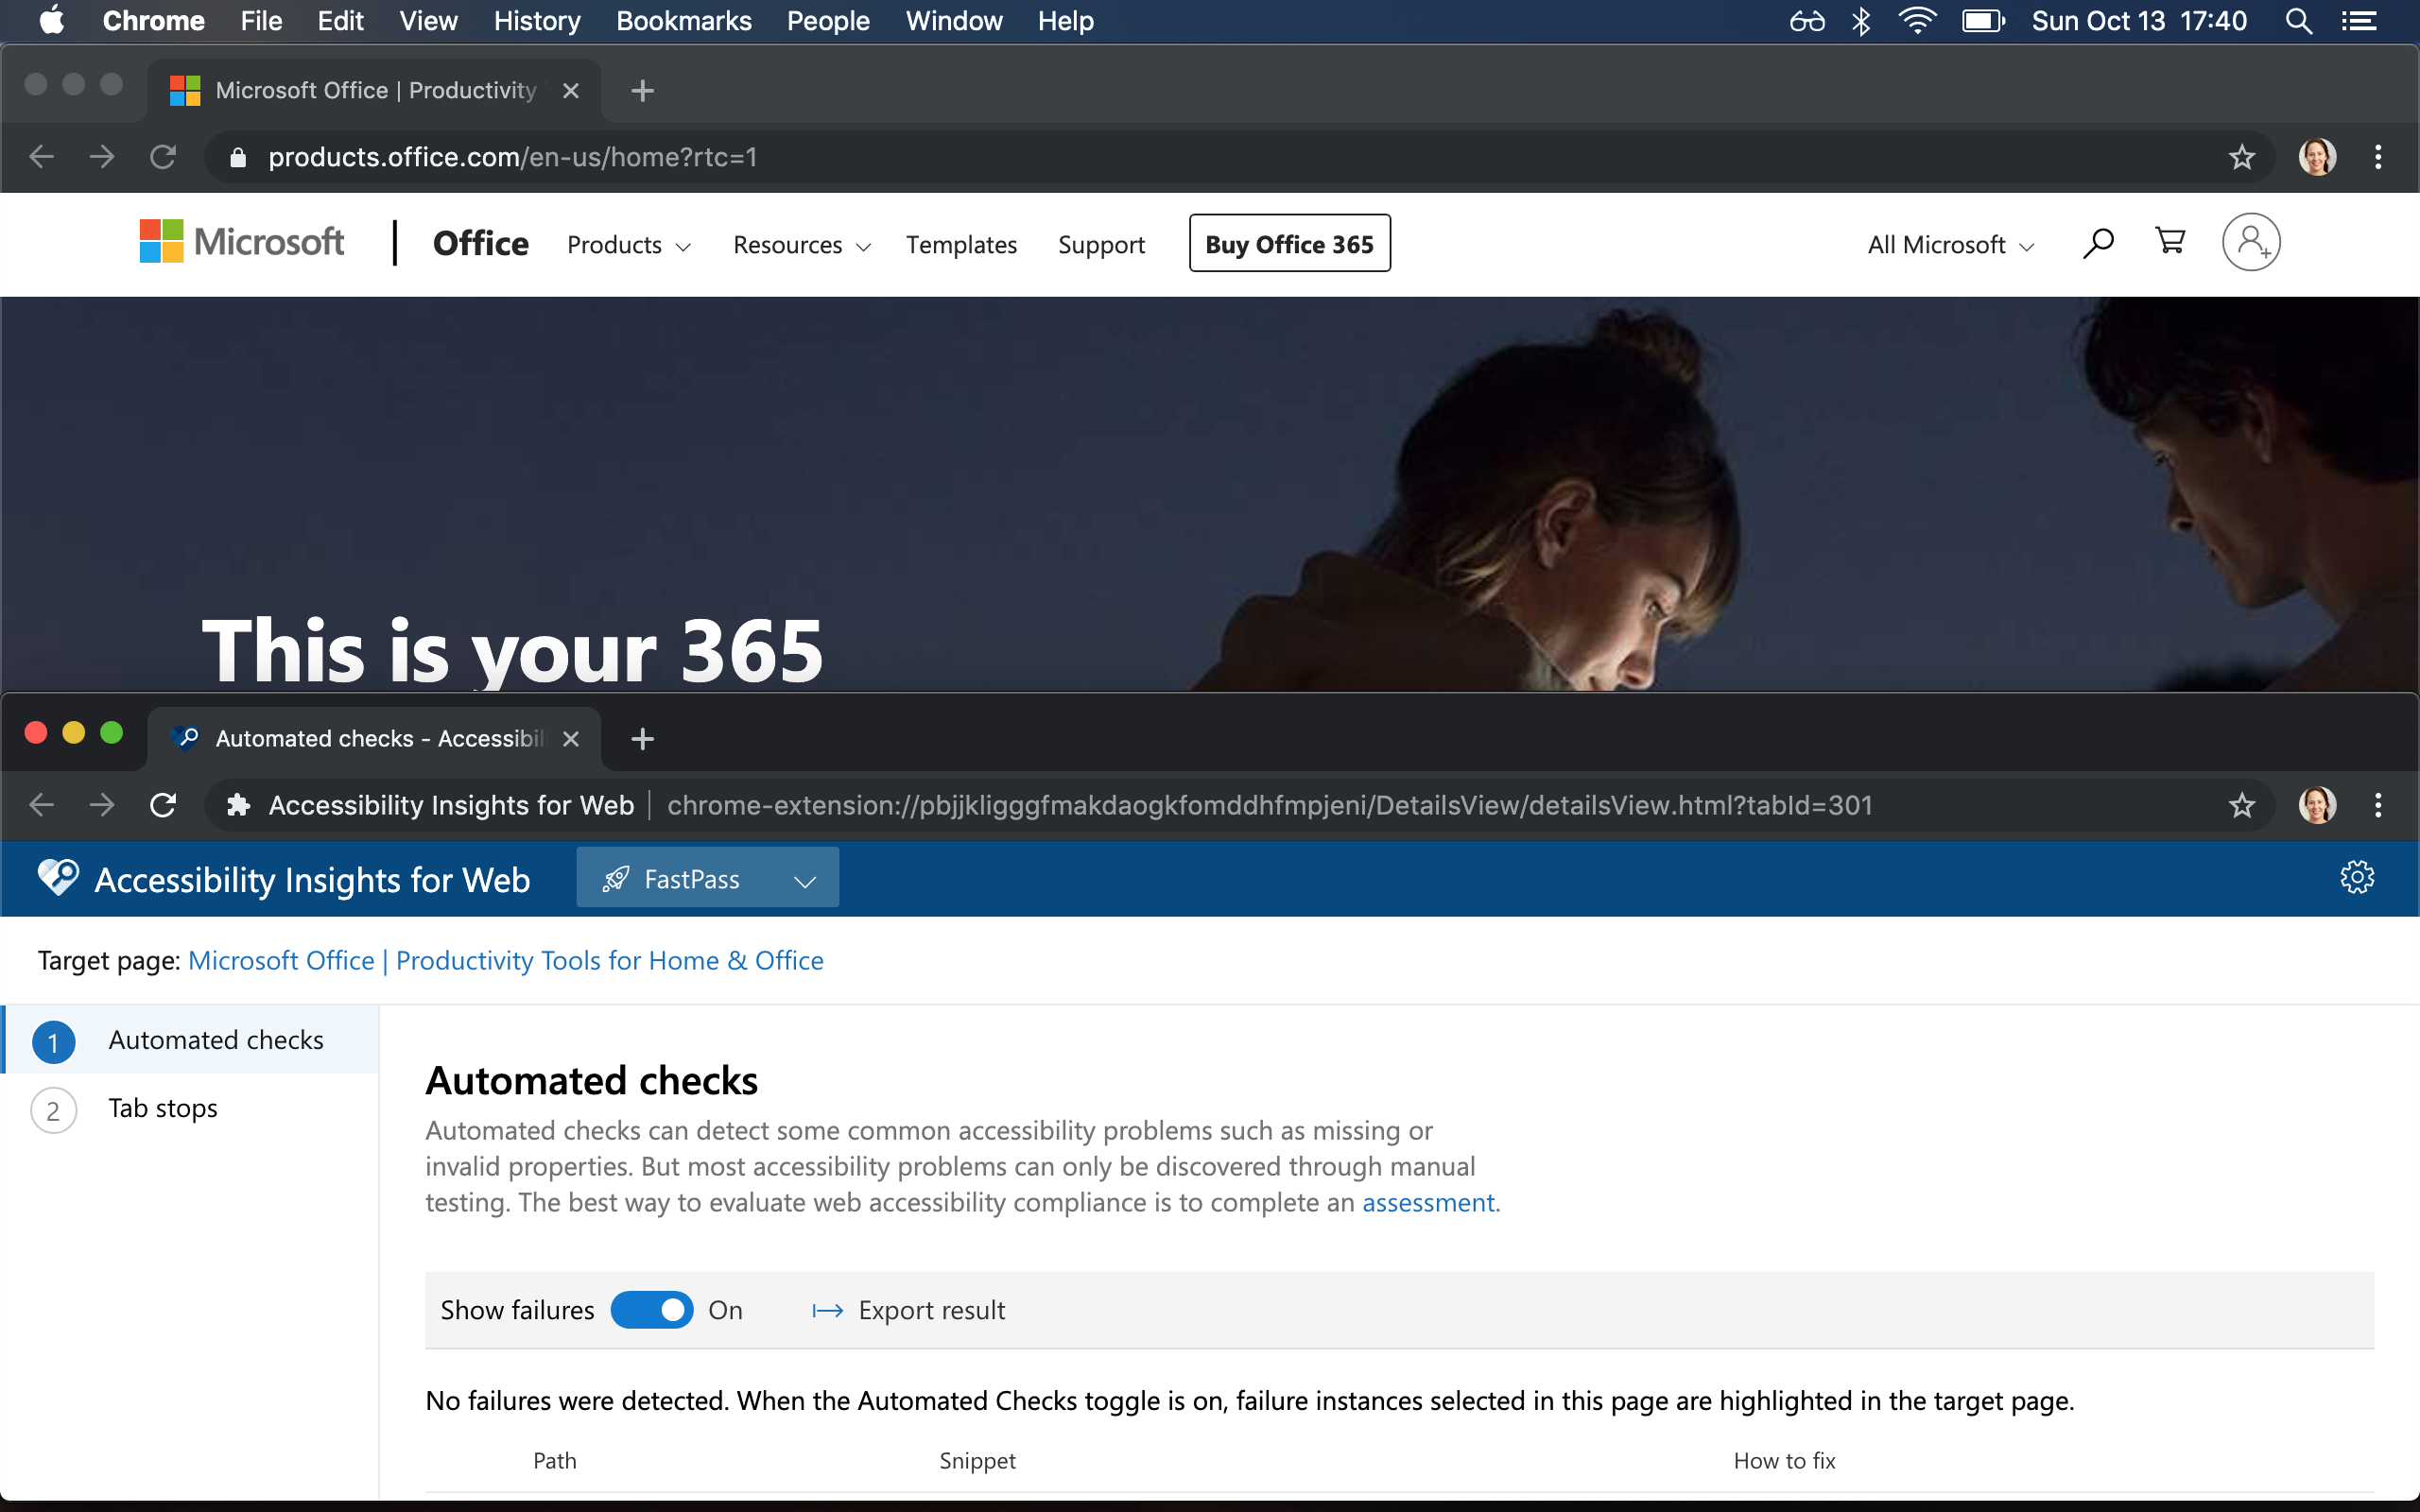 Chrome File Edit View History Bookmarks People Window Help Sun Oct 13 17:40
Microsoft Office | Productivity
products.office.com/en-us/home?rtc=1
Microsoft Office Products Resources Templates Support Buy Office 365 All Microsoft
This is your 365
Automated checks - Accessibil
Accessibility Insights for Web chrome-extension://pbjjkligggfmakdaogkfomddhfmpjeni/DetailsView/detailsView.html?tabId=301
Accessibility Insights for Web FastPass
Target page: Microsoft Office | Productivity Tools for Home & Office
1 Automated checks
2 Tab stops
Automated checks
Automated checks can detect some common accessibility problems such as missing or
invalid properties. But most accessibility problems can only be discovered through manual
testing. The best way to evaluate web accessibility compliance is to complete an assessment.
Show failures On Export result
No failures were detected. When the Automated Checks toggle is on, failure instances selected in this page are highlighted in the target page.
Path Snippet How to fix